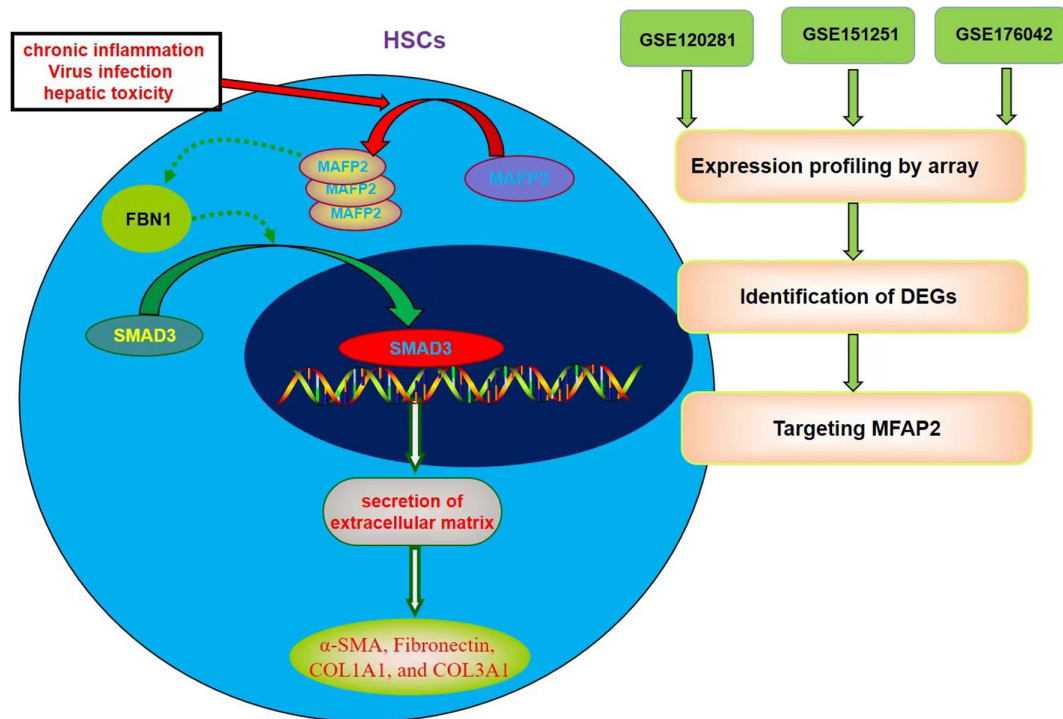 HSCs
chronic inflammation
Virus infection
hepatic toxicity
MAFP2
MAFP2
MAFP2
MAFP2
FBN1
SMAD3
SMAD3
secretion of
extracellular matrix
α-SMA, Fibronectin,
COL1A1, and COL3A1
GSE120281
GSE151251
GSE176042
Expression profiling by array
Identification of DEGs
Targeting MFAP2